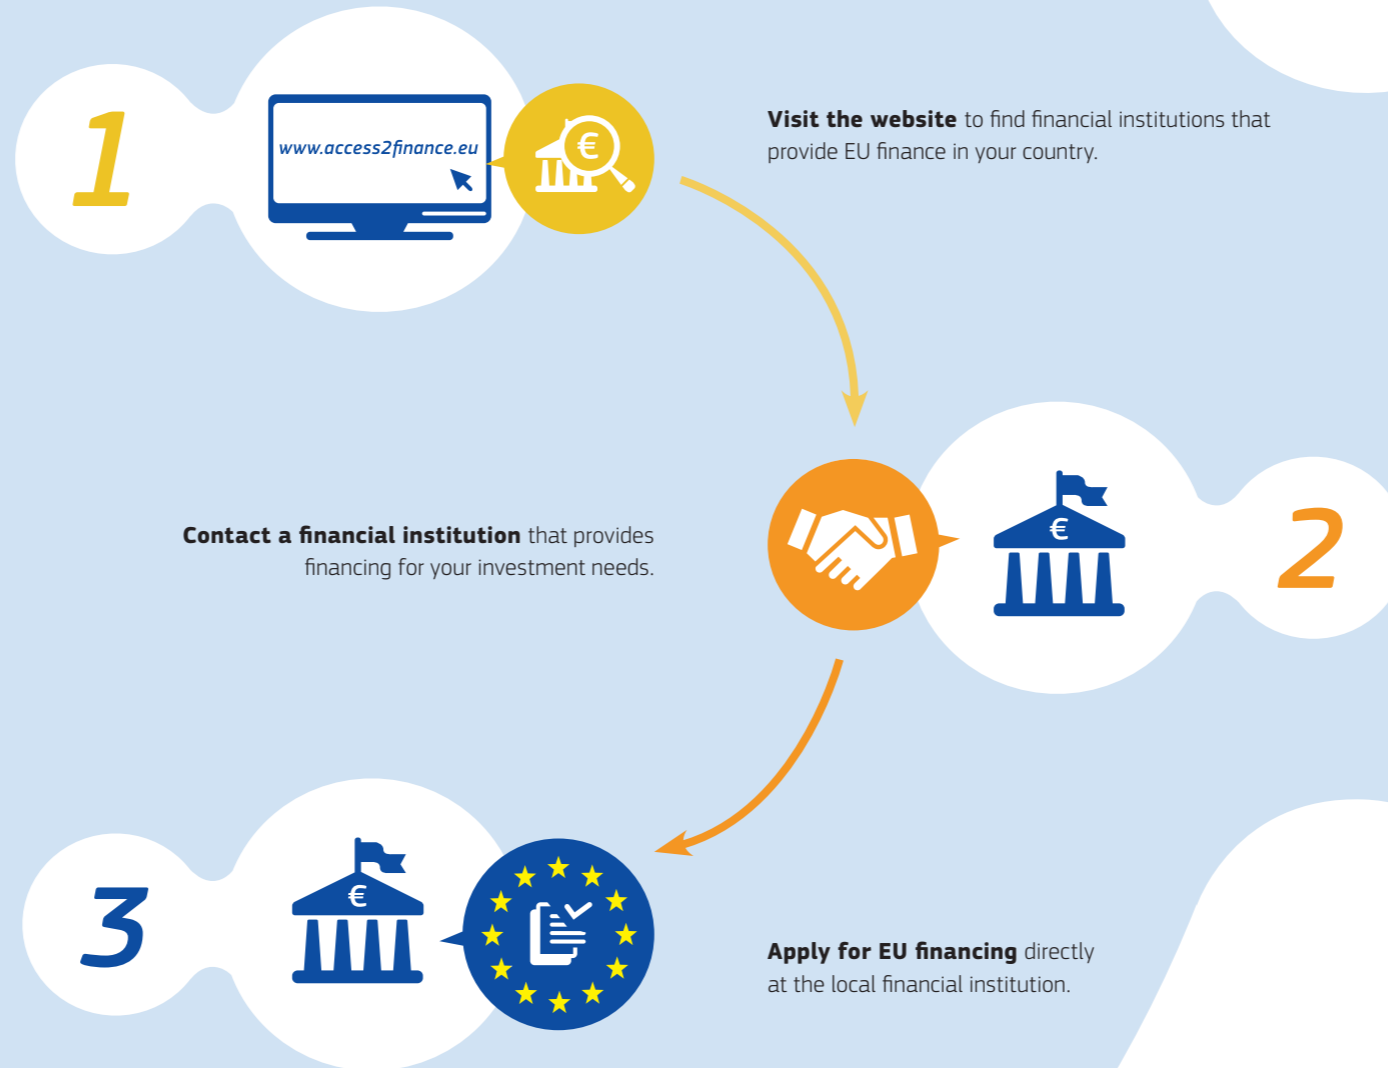 1
www.access2finance.eu
€
Visit the website to find financial institutions that
provide EU finance in your country.
Contact a financial institution that provides
financing for your investment needs.
€
2
3
€
Apply for EU financing directly
at the local financial institution.